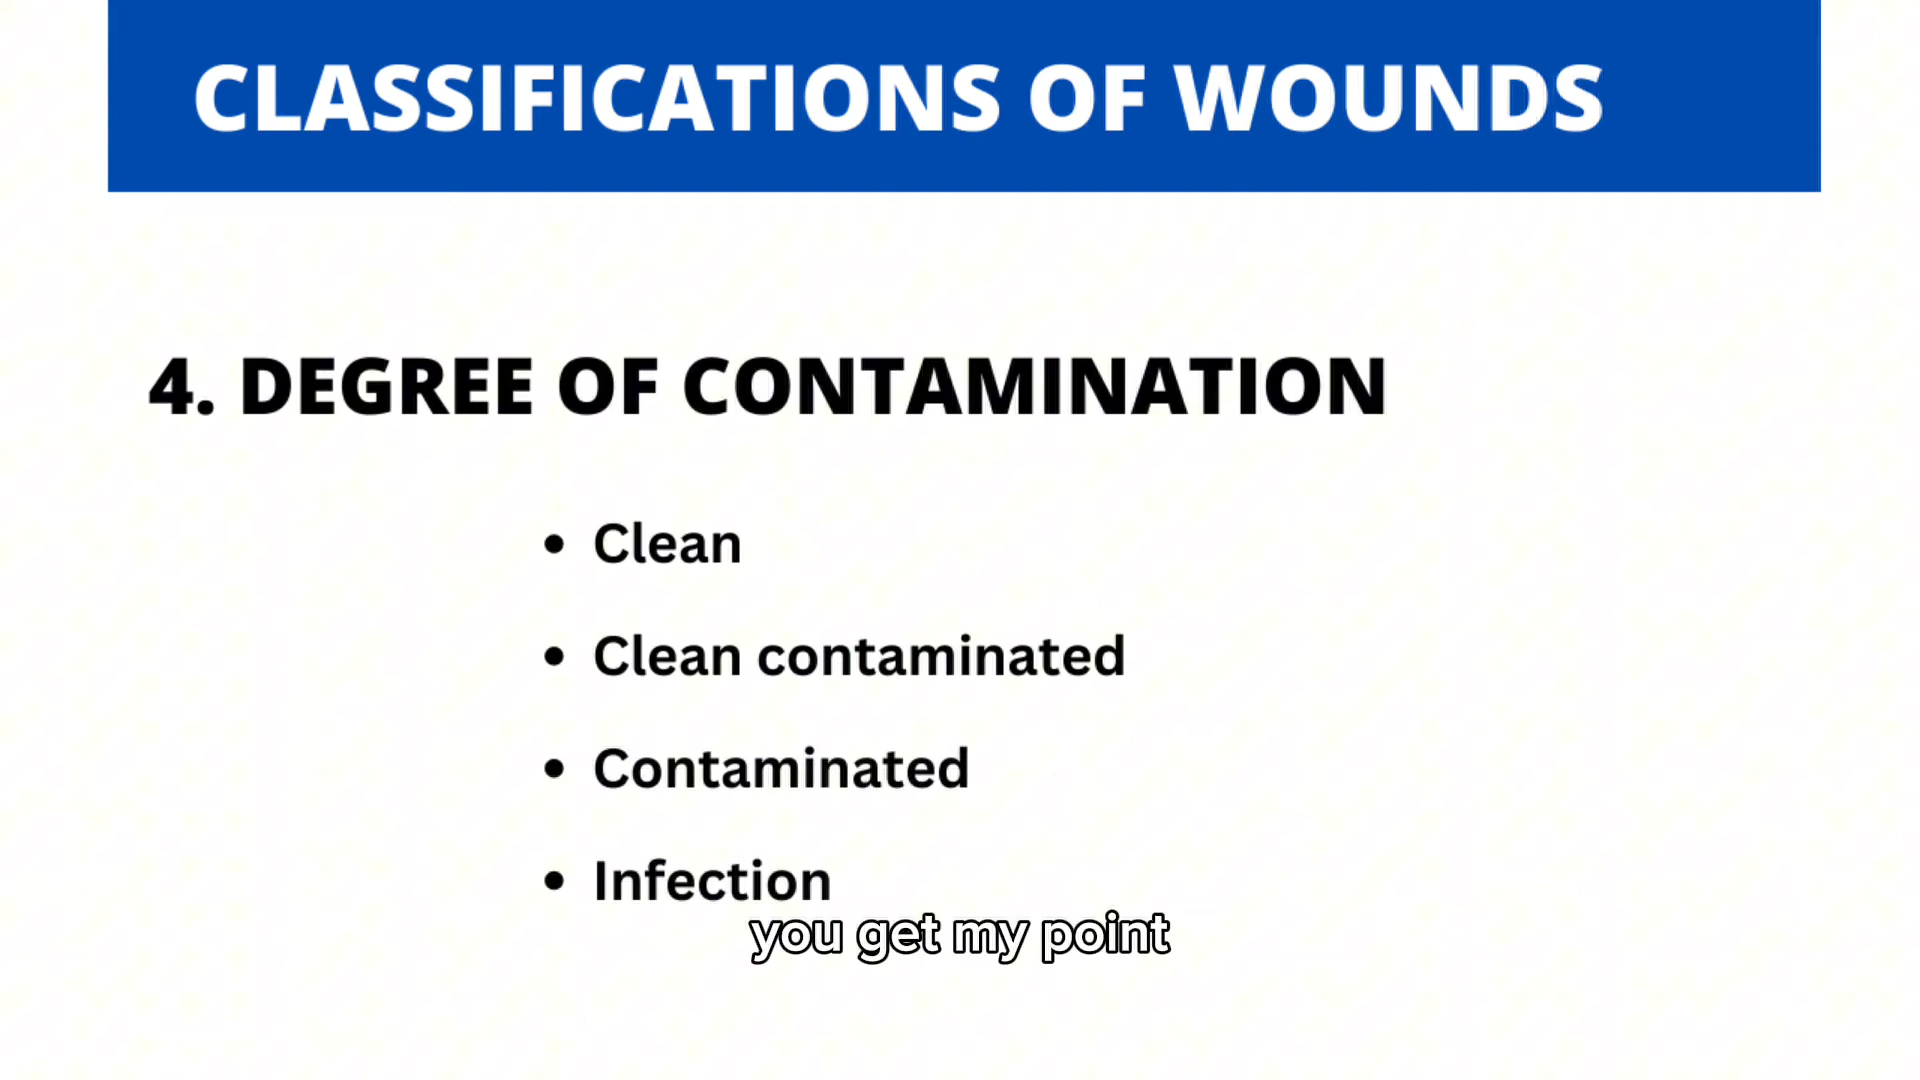 CLASSIFICATIONS OF WOUNDS
4. DEGREE OF CONTAMINATION
• Clean
• Clean contaminated
• Contaminated
• Infection
you get my point